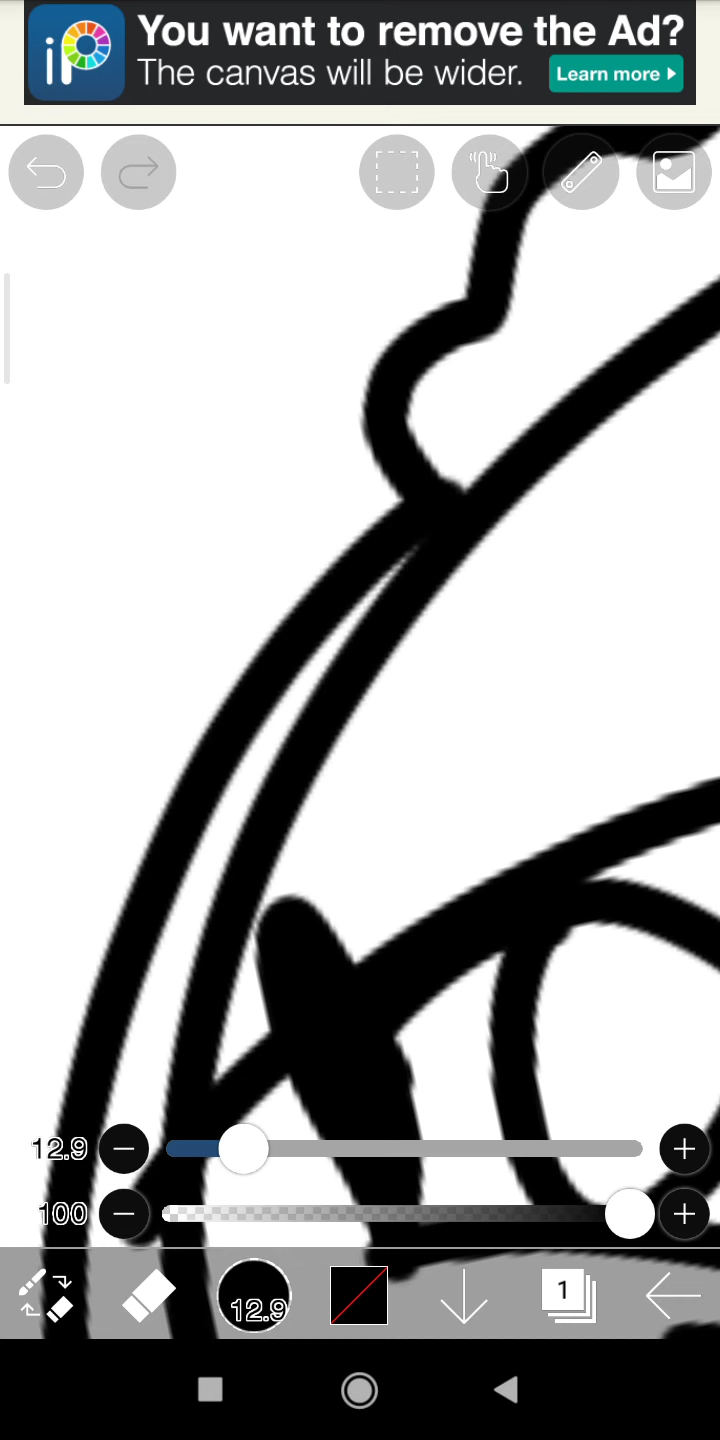 iP
You want to remove the Ad?
The canvas will be wider.
Learn more
12.9
100
12.9
1